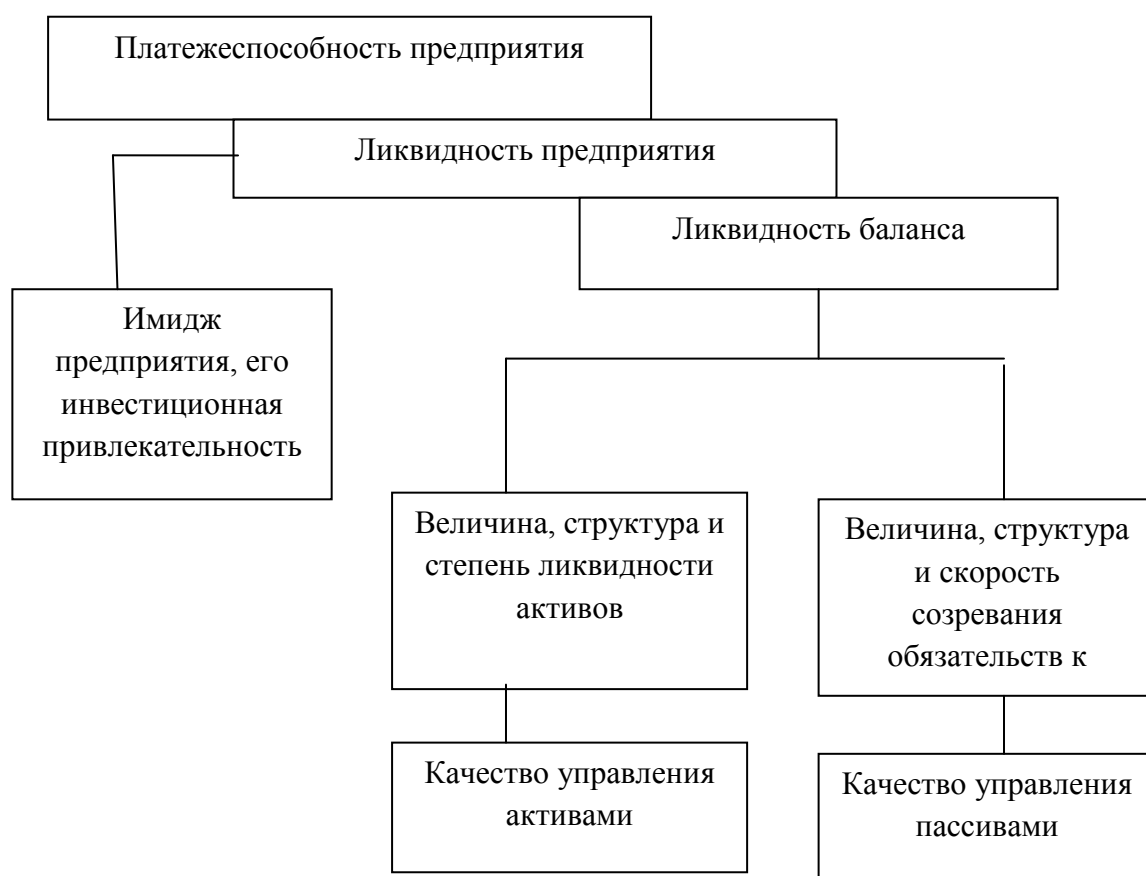 Платежеспособность предприятия
Ликвидность предприятия
Ликвидность баланса
Имидж
предприятия, его
инвестиционная
привлекательность
Величина, структура и
степень ликвидности
активов
Величина, структура
и скорость
созревания
обязательств к
Качество управления
активами
Качество управления
пассивами